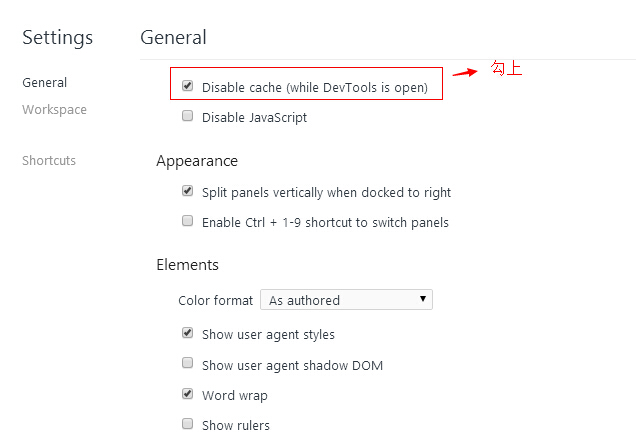 Settings
General
General
Disable cache (while DevTools is open)
勾上
Workspace
Disable JavaScript
Shortcuts
Appearance
Split panels vertically when docked to right
Enable Ctrl + 1-9 shortcut to switch panels
Elements
Color format As authored
Show user agent styles
Show user agent shadow DOM
Word wrap
Show rulers